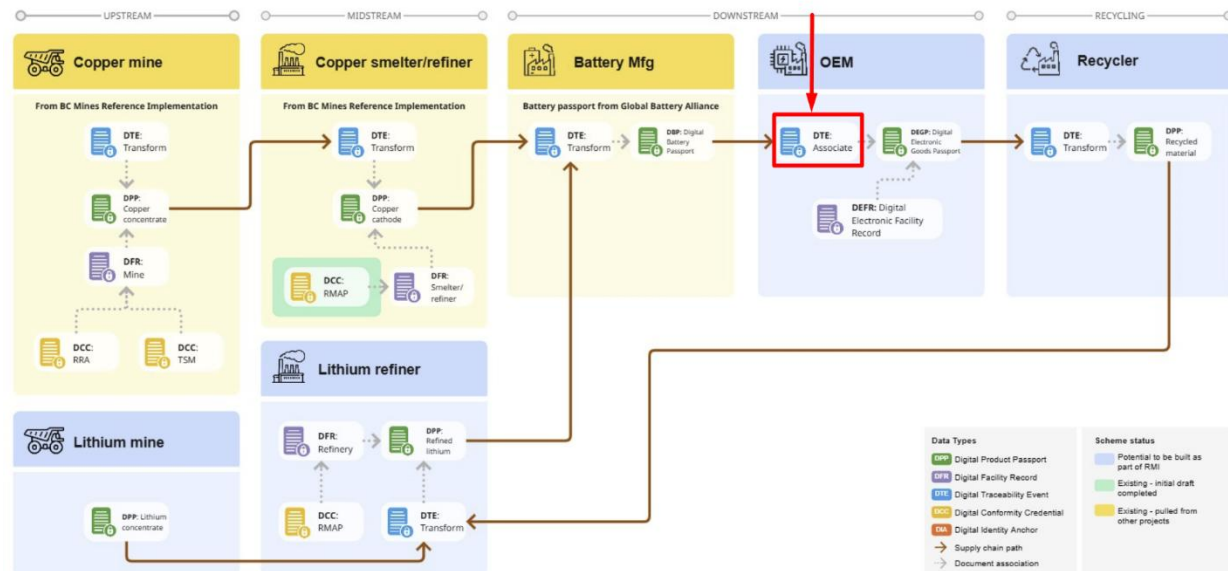 UPSTREAM
MIDSTREAM
DOWNSTREAM
RECYCLING
Copper mine
From BC Mines Reference Implementation
DTE:
Transform
DPP:
Copper
concentrate
DFR:
Mine
DCC:
RRA
DCC:
TSM
Copper smelter/refiner
From BC Mines Reference Implementation
DTE:
Transform
DPP:
Copper
cathode
DCC:
RMAP
DFR:
Smelter/
refiner
Battery Mfg
Battery passport from Global Battery Alliance
DTE:
Transform
DBP: Digital
Battery
Passport
OEM
DTE:
Associate
DEGP: Digital
Electronic
Goods Passport
DEFR: Digital
Electronic Facility
Record
Recycler
DTE:
Transform
DPP:
Recycled
material
Lithium mine
DPP: Lithium
concentrate
Lithium refiner
DFR:
Refinery
DPP:
Refined
lithium
DCC:
RMAP
DTE:
Transform
Data Types
DPP Digital Product Passport
DFR Digital Facility Record
DTE Digital Traceability Event
DCC Digital Conformity Credential
DIA Digital Identity Anchor
Supply chain path
Document association
Scheme status
Potential to be built as
part of RMI
Existing - initial draft
completed
Existing - pulled from
other projects